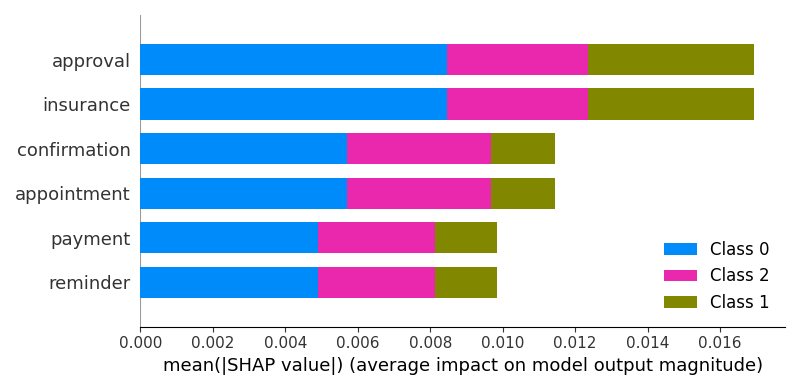 approval
insurance
confirmation
appointment
payment
reminder
Class 0
Class 2
Class 1
0.000 0.002 0.004 0.006 0.008 0.010 0.012 0.014 0.016
mean(|SHAP value|) (average impact on model output magnitude)